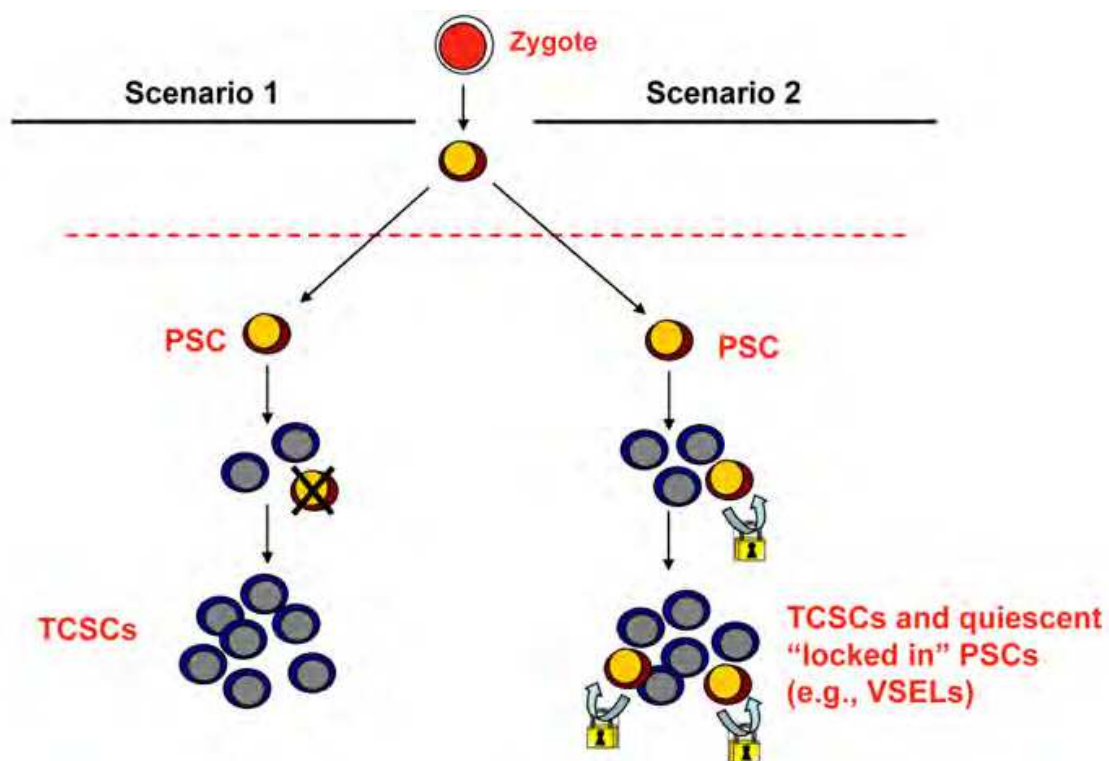 Zygote
Scenario 1
Scenario 2
PSC
PSC
TCSCs
TCSCs and quiescent
“locked in” PSCs
(e.g., VSELs)